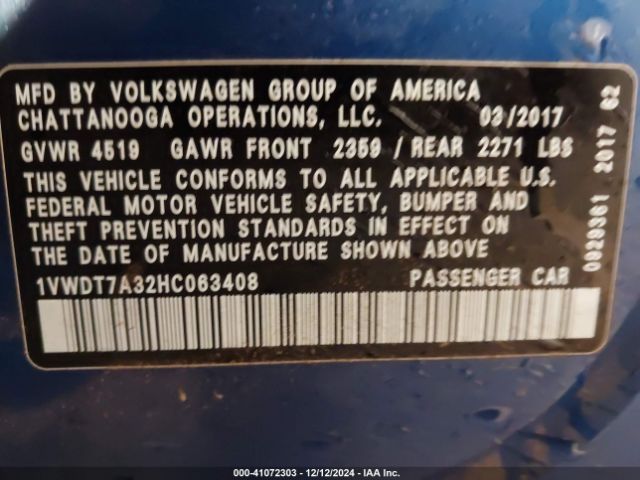 MFD BY VOLKSWAGEN GROUP OF AMERICA
CHATTANOOGA OPERATIONS, LLC. 03/2017
GVWR 4519 GAWR FRONT 2359 / REAR 2271 LBS
THIS VEHICLE CONFORMS TO ALL APPLICABLE U.S.
FEDERAL MOTOR VEHICLE SAFETY, BUMPER AND
THEFT PREVENTION STANDARDS IN EFFECT ON
THE DATE OF MANUFACTURE SHOWN ABOVE
1VWDT7A32HC063408 PASSENGER CAR
0929361 2017 62
000-41072303 - 12/12/2024 - IAA Inc.